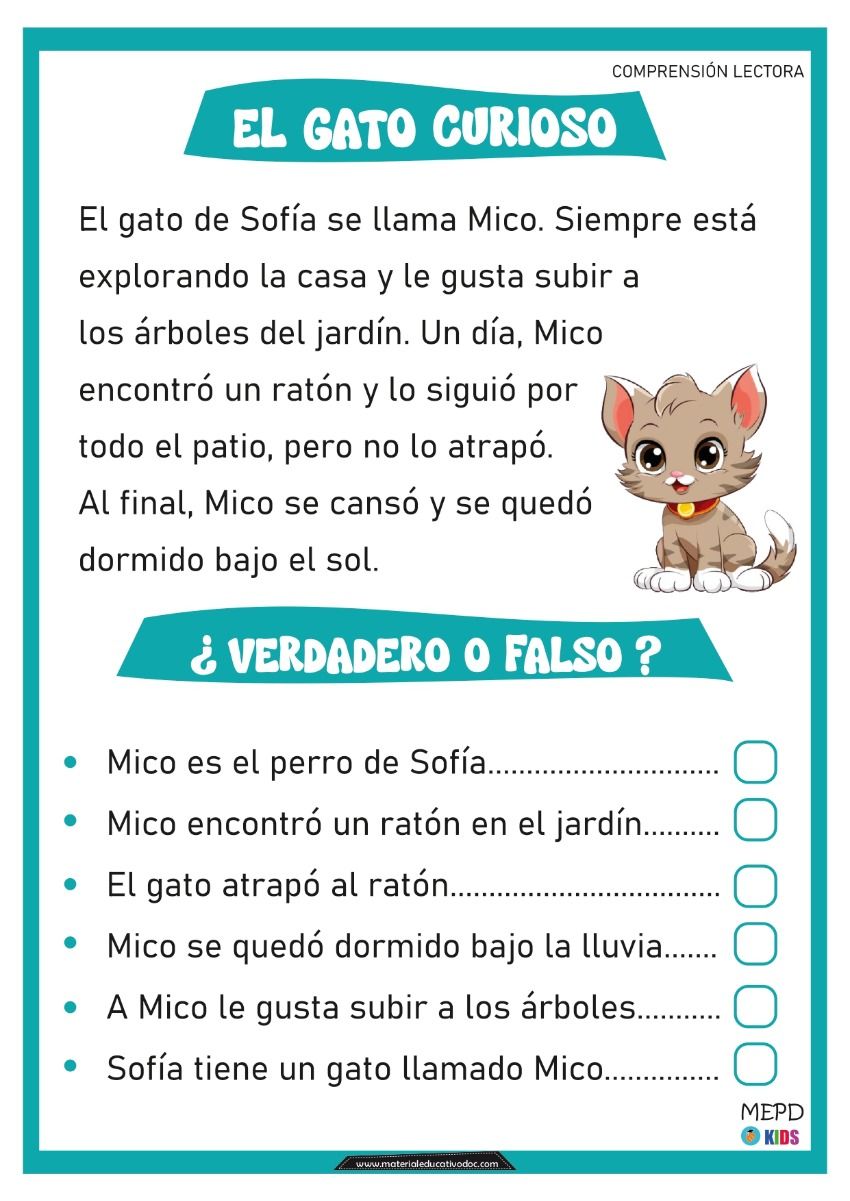 COMPRENSIÓN LECTORA
EL GATO CURIOSO
El gato de Sofía se llama Mico. Siempre está
explorando la casa y le gusta subir a
los árboles del jardín. Un día, Mico
encontró un ratón y lo siguió por
todo el patio, pero no lo atrapó.
Al final, Mico se cansó y se quedó
dormido bajo el sol.
¿ VERDADERO O FALSO ?
• Mico es el perro de Sofía..............................
• Mico encontró un ratón en el jardín..........
• El gato atrapó al ratón...................................
• Mico se quedó dormido bajo la lluvia.......
• A Mico le gusta subir a los árboles...........
• Sofía tiene un gato llamado Mico...............
MEPD
KIDS
www.materialeducativodoc.com